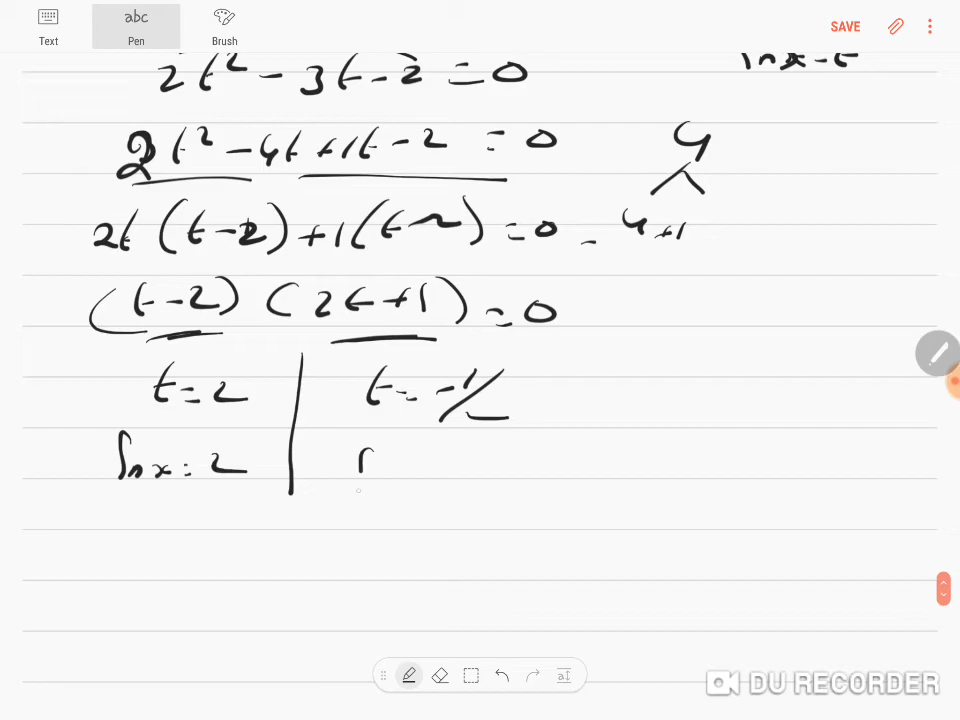 Text
abc
Pen
Brush
SAVE
2t² - 3t - 2 = 0
ln x = t
2t² - 4t + 1t - 2 = 0
4
2t (t - 2) + 1(t - 2) = 0
- 4 + 1
(t - 2) (2t + 1) = 0
t = 2
t = -1/2
ln x = 2
DU RECORDER